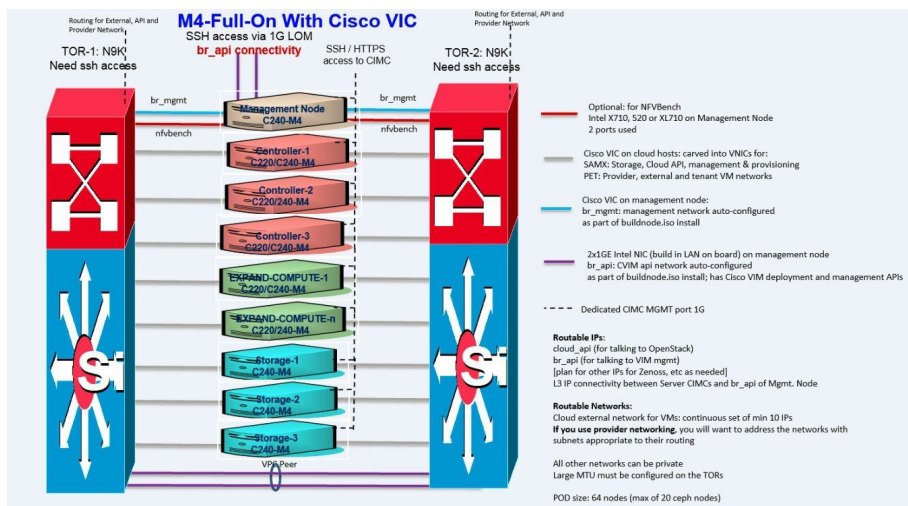 Routing for External, API and
Provider Network
M4-Full-On With Cisco VIC
SSH access via 1G LOM
br_api connectivity
SSH / HTTPS
access to CIMC
Routing for External, API and
Provider Network
TOR-1: N9K
Need ssh access
TOR-2: N9K
Need ssh access
br_mgmt
Management Node
C240-M4
br_mgmt
nfvbench
nfvbench
Controller-1
C220/C240-M4
Controller-2
C220/240-M4
Controller-3
C220/C240-M4
EXPAND-COMPUTE-1
C220/C240-M4
EXPAND-COMPUTE-n
C220/240-M4
Storage-1
C240-M4
Storage-2
C240-M4
Storage-3
C240-M4
VPC Peer
Si
Si
Optional: for NFVBench
Intel X710, 520 or XL710 on Management Node
2 ports used
Cisco VIC on cloud hosts: carved into VNICs for:
SAMX: Storage, Cloud API, management & provisioning
PET: Provider, external and tenant VM networks
Cisco VIC on management node:
br_mgmt: management network auto-configured
as part of buildnode.iso install
2x1GE Intel NIC (build in LAN on board) on management node
br_api: CVIM api network auto-configured
as part of buildnode.iso install; has Cisco VIM deployment and management APIs
Dedicated CIMC MGMT port 1G
Routable IPs:
cloud_api (for talking to OpenStack)
br_api (for talking to VIM mgmt)
[plan for other IPs for Zenoss, etc as needed]
L3 IP connectivity between Server CIMCs and br_api of Mgmt. Node
Routable Networks:
Cloud external network for VMs: continuous set of min 10 IPs
If you use provider networking, you will want to address the networks with
subnets appropriate to their routing
All other networks can be private
Large MTU must be configured on the TORs
POD size: 64 nodes (max of 20 ceph nodes)